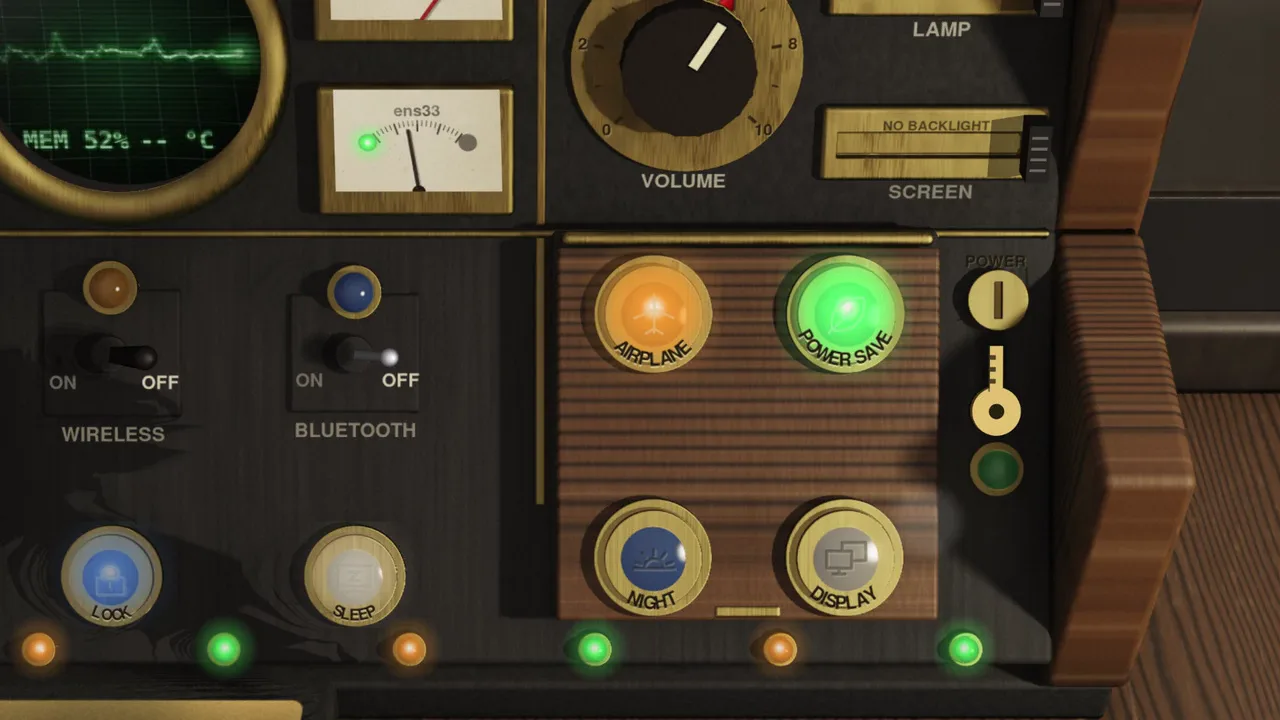 MEM 52% -- °C
ens33
2
8
0
10
VOLUME
LAMP
NO BACKLIGHT
SCREEN
ON
OFF
WIRELESS
ON
OFF
BLUETOOTH
AIRPLANE
POWER SAVE
POWER
LOCK
SLEEP
NIGHT
DISPLAY